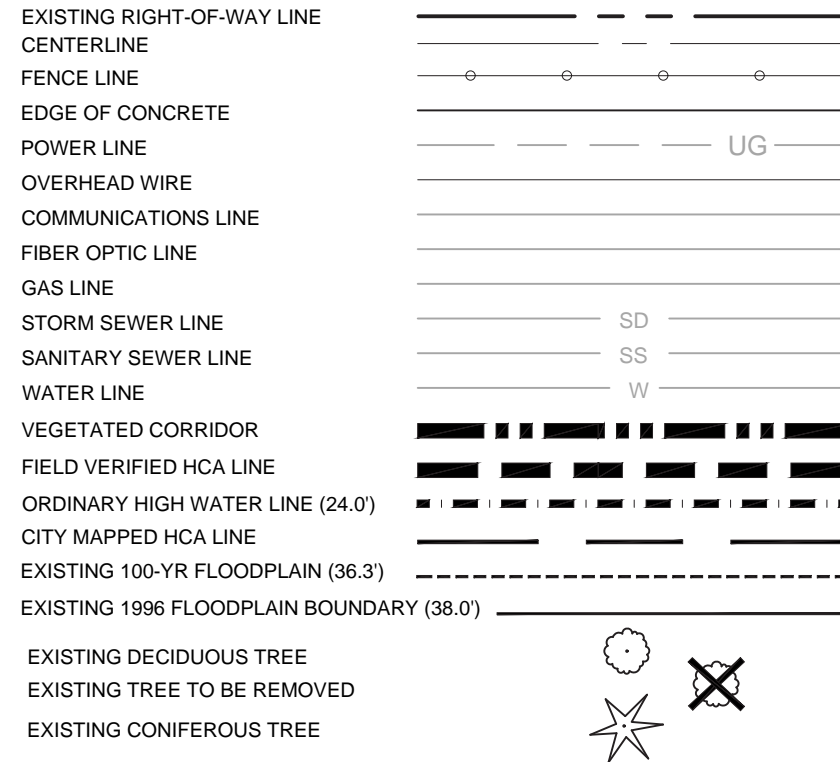 EXISTING RIGHT-OF-WAY LINE
CENTERLINE
FENCE LINE
EDGE OF CONCRETE
POWER LINE UG
OVERHEAD WIRE
COMMUNICATIONS LINE
FIBER OPTIC LINE
GAS LINE
STORM SEWER LINE SD
SANITARY SEWER LINE SS
WATER LINE W
VEGETATED CORRIDOR
FIELD VERIFIED HCA LINE
ORDINARY HIGH WATER LINE (24.0')
CITY MAPPED HCA LINE
EXISTING 100-YR FLOODPLAIN (36.3')
EXISTING 1996 FLOODPLAIN BOUNDARY (38.0')
EXISTING DECIDUOUS TREE
EXISTING TREE TO BE REMOVED
EXISTING CONIFEROUS TREE